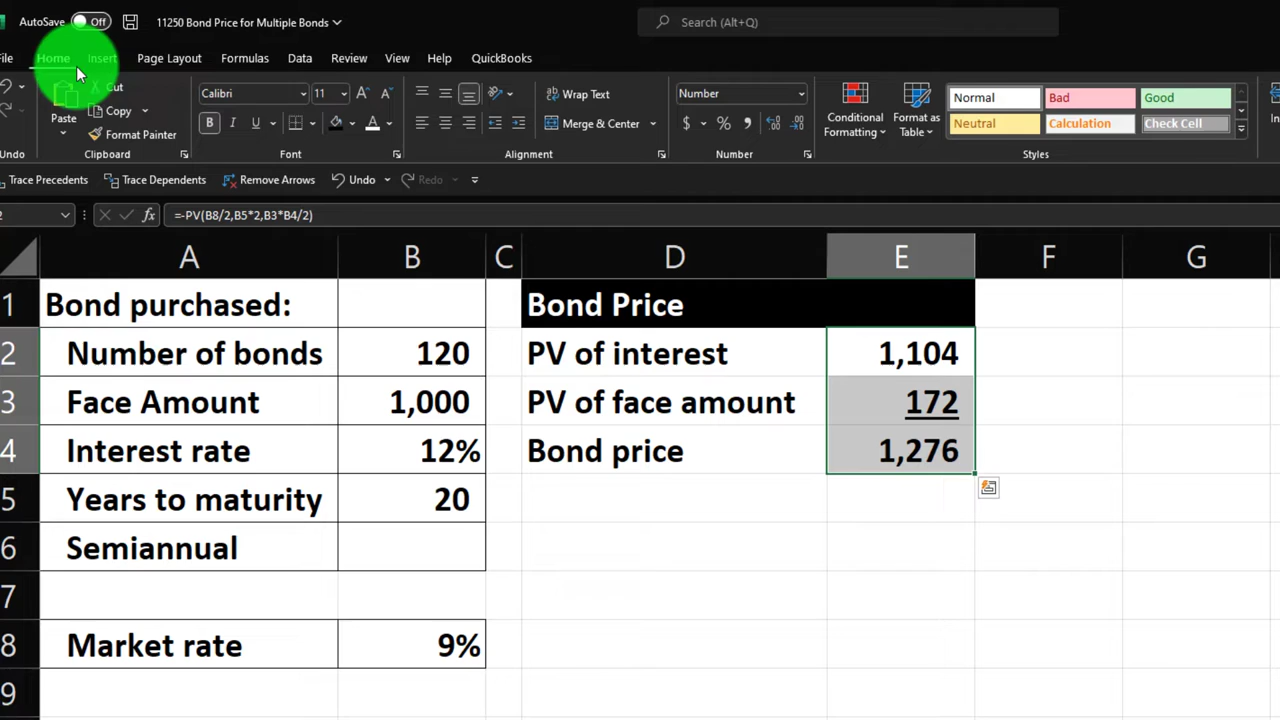 AutoSave Off 11250 Bond Price for Multiple Bonds Search (Alt+Q)
File Home Insert Page Layout Formulas Data Review View Help QuickBooks
Cut
Copy
Paste
Format Painter
Calibri 11
B I U A
Wrap Text
Merge & Center
Number
$ %
Conditional Formatting
Format as Table
Normal Bad Good
Neutral Calculation Check Cell
Undo Clipboard Font Alignment Number Styles
Trace Precedents Trace Dependents Remove Arrows Undo Redo
2 fx =-PV(B8/2,B5*2,B3*B4/2)
A B C D E F G
1 Bond purchased: Bond Price
2 Number of bonds 120 PV of interest 1,104
3 Face Amount 1,000 PV of face amount 172
4 Interest rate 12% Bond price 1,276
5 Years to maturity 20
6 Semiannual
7
8 Market rate 9%
9